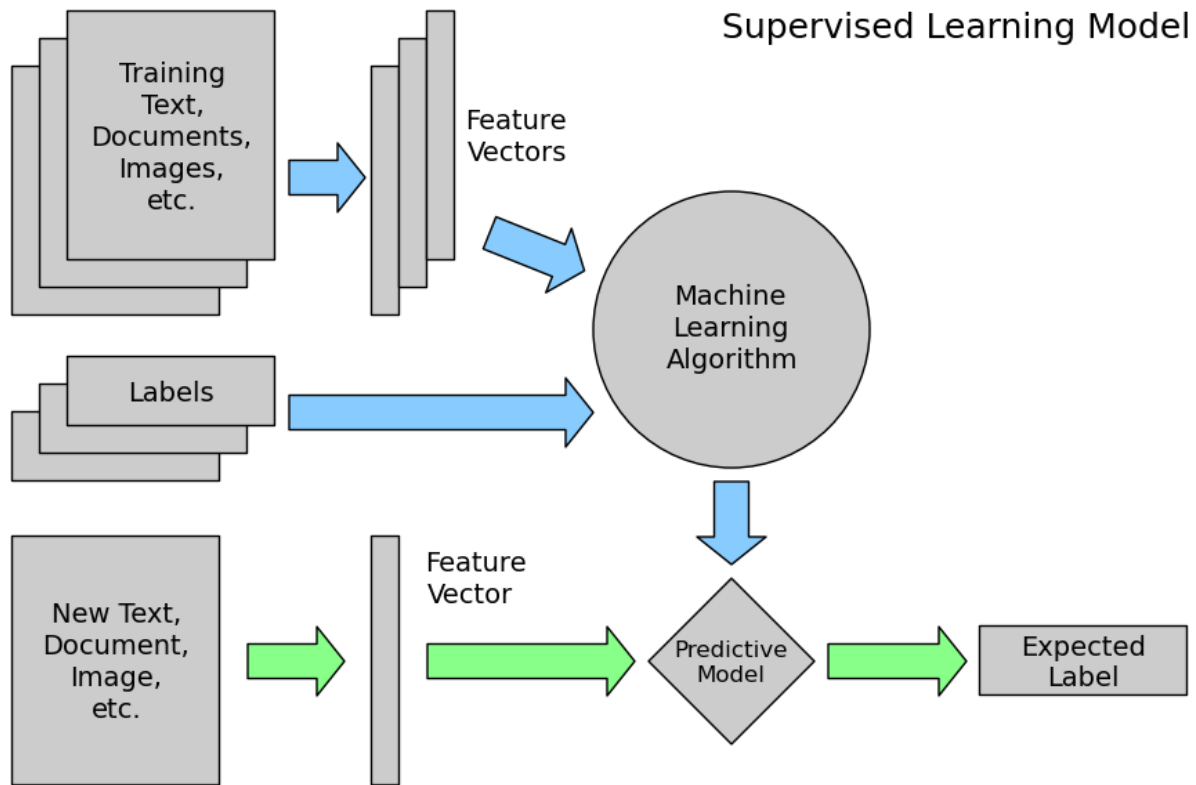 Supervised Learning Model
Training
Text,
Documents,
Images,
etc.
Feature
Vectors
Machine
Learning
Algorithm
Labels
New Text,
Document,
Image,
etc.
Feature
Vector
Predictive
Model
Expected
Label